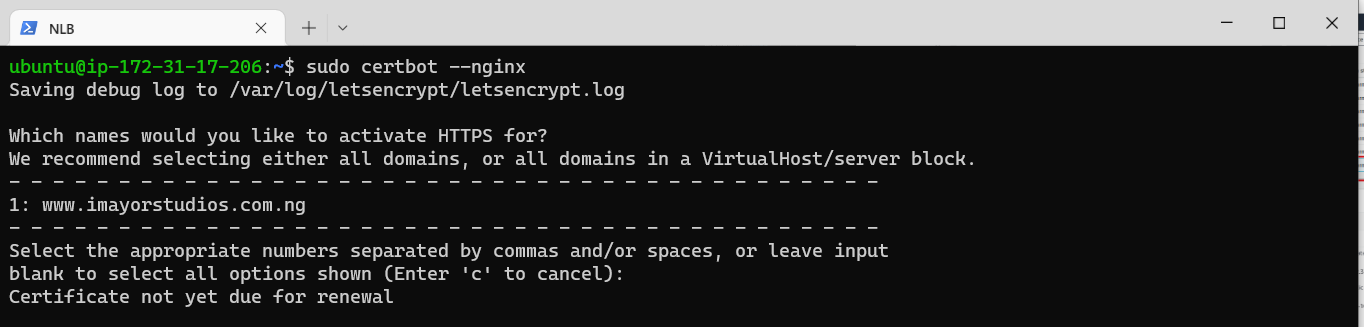 NLB
ubuntu@ip-172-31-17-206:~$ sudo certbot --nginx
Saving debug log to /var/log/letsencrypt/letsencrypt.log
Which names would you like to activate HTTPS for?
We recommend selecting either all domains, or all domains in a VirtualHost/server block.
- - - - - - - - - - - - - - - - - - - - - - - - - - - - - - - - - - - - - - - -
1: www.imayorstudios.com.ng
- - - - - - - - - - - - - - - - - - - - - - - - - - - - - - - - - - - - - - - -
Select the appropriate numbers separated by commas and/or spaces, or leave input
blank to select all options shown (Enter 'c' to cancel):
Certificate not yet due for renewal